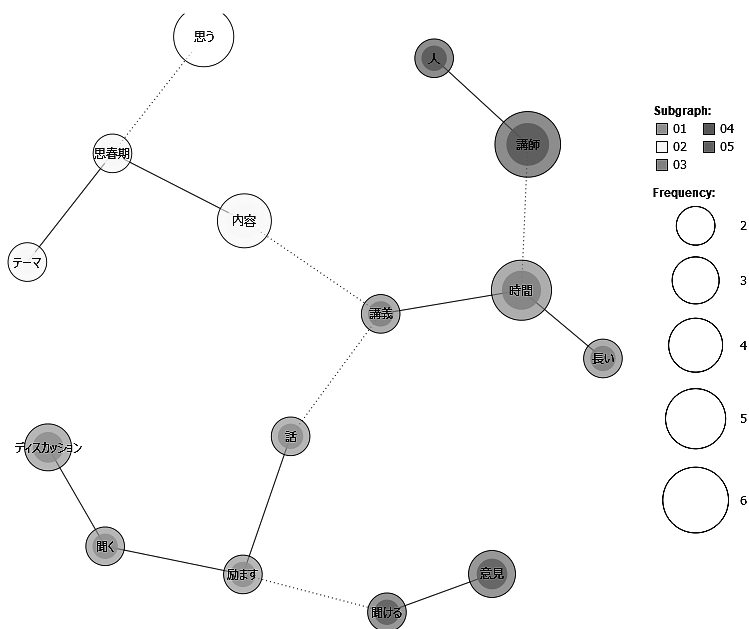 思う
人
講師
思春期
内容
テーマ
時間
講義
長い
話
ディスカッション
聞く
励ます
意見
聞ける
Subgraph:
01 04
02 05
03
Frequency:
2
3
4
5
6